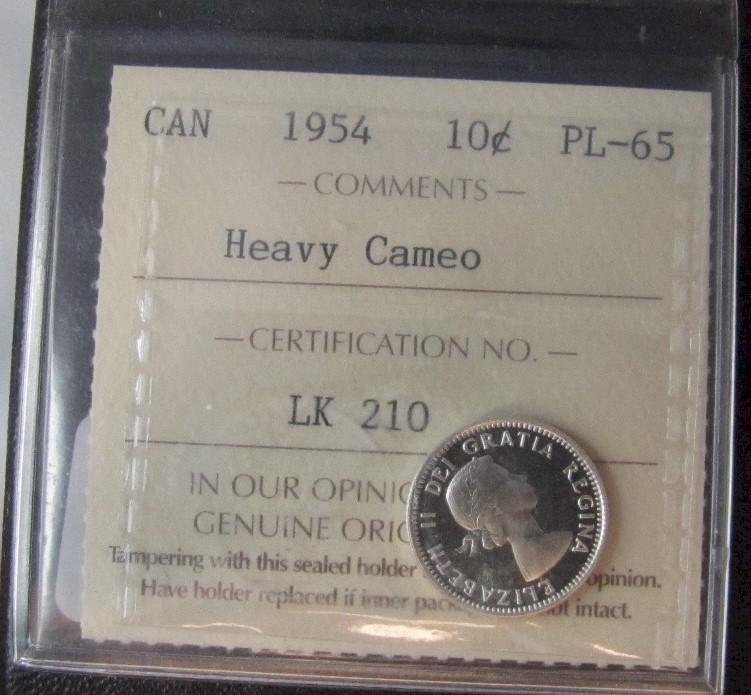 CAN 1954 10¢ PL-65
— COMMENTS —
Heavy Cameo
— CERTIFICATION NO. —
LK 210
IN OUR OPINIO
GENUINE ORIG
Tampering with this sealed holder opinion.
Have holder replaced if inner pac ot intact.
ELIZABETH II DEI GRATIA REGINA